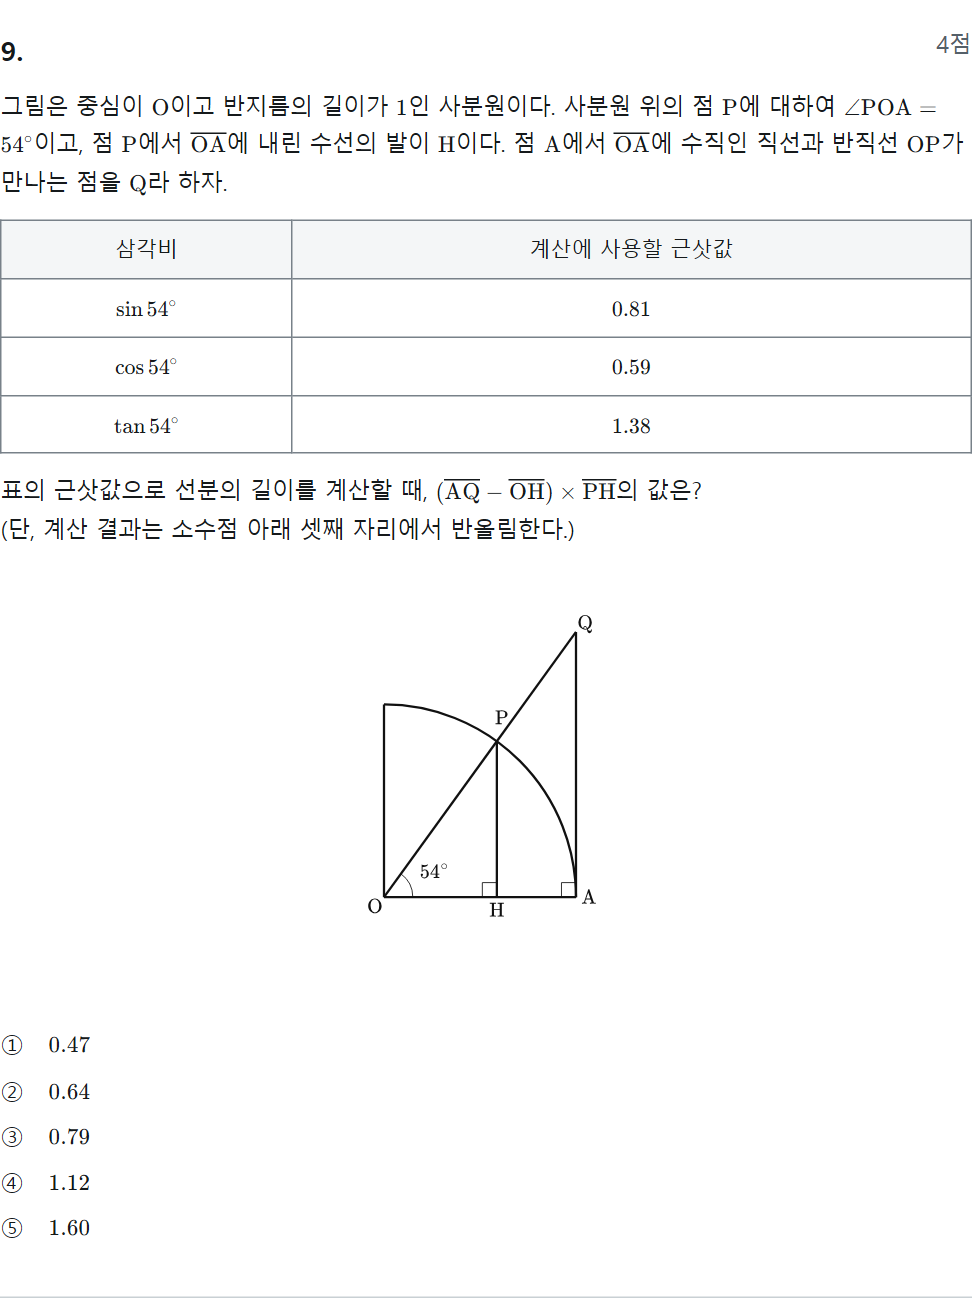 4점
9.
그림은 중심이 O이고 반지름의 길이가 1인 사분원이다. 사분원 위의 점 P에 대하여 ∠POA =
54°이고, 점 P에서 O̅A̅에 내린 수선의 발이 H이다. 점 A에서 O̅A̅에 수직인 직선과 반직선 OP가
만나는 점을 Q라 하자.
삼각비 계산에 사용할 근삿값
sin 54° 0.81
cos 54° 0.59
tan 54° 1.38
표의 근삿값으로 선분의 길이를 계산할 때, (A̅Q̅ − O̅H̅) × P̅H̅의 값은?
(단, 계산 결과는 소수점 아래 셋째 자리에서 반올림한다.)
Q
P
54°
O
H
A
① 0.47
② 0.64
③ 0.79
④ 1.12
⑤ 1.60